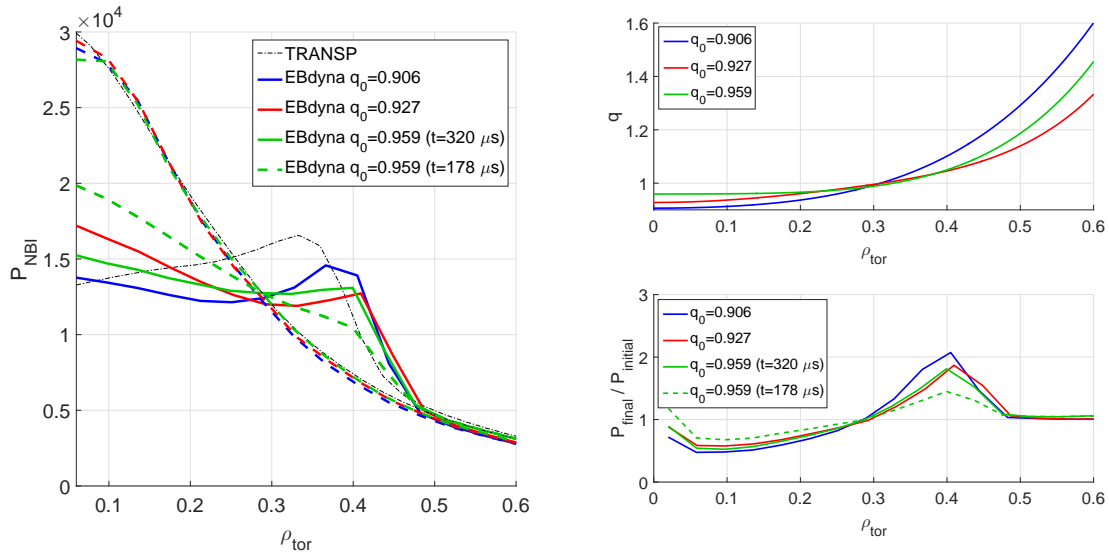 ×10⁴
3
2.5
2
1.5
1
0.5
0
0.1 0.2 0.3 0.4 0.5 0.6
P_NBI
ρ_tor
TRANSP
EBdyna q₀=0.906
EBdyna q₀=0.927
EBdyna q₀=0.959 (t=320 μs)
EBdyna q₀=0.959 (t=178 μs)
1.6
1.4
1.2
1
q
0 0.1 0.2 0.3 0.4 0.5 0.6
ρ_tor
q₀=0.906
q₀=0.927
q₀=0.959
3
2
1
0
P_final / P_initial
0 0.1 0.2 0.3 0.4 0.5 0.6
ρ_tor
q₀=0.906
q₀=0.927
q₀=0.959 (t=320 μs)
q₀=0.959 (t=178 μs)